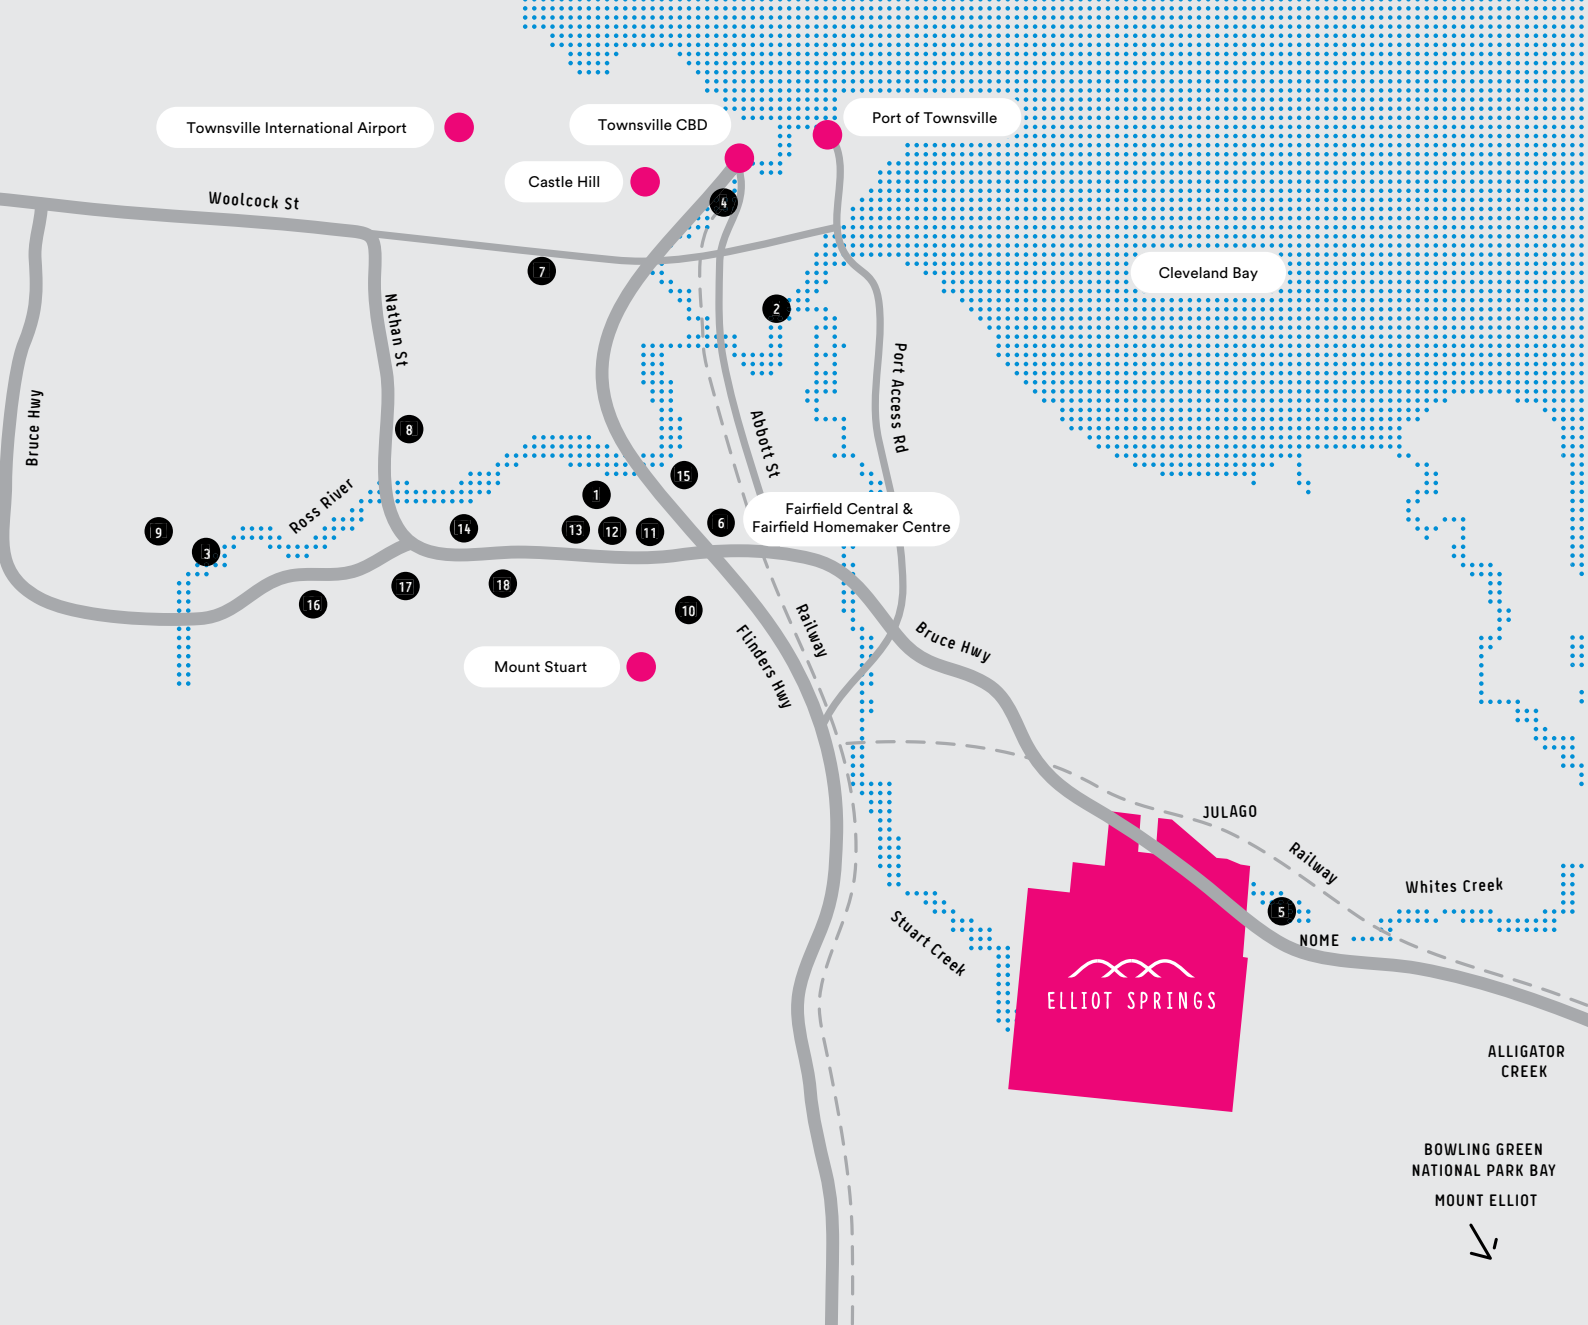 Townsville International Airport
Townsville CBD
Port of Townsville
Castle Hill
Woolcock St
4
7
Cleveland Bay
2
Nathan St
Port Access Rd
Bruce Hwy
8
Abbott St
15
Ross River
1
Fairfield Central &
Fairfield Homemaker Centre
9
3
14
13
12
11
6
16
17
18
10
Railway
Flinders Hwy
Bruce Hwy
Mount Stuart
JULAGO
Railway
Whites Creek
5
NOME
Stuart Creek
ELLIOT SPRINGS
ALLIGATOR
CREEK
BOWLING GREEN
NATIONAL PARK BAY
MOUNT ELLIOT